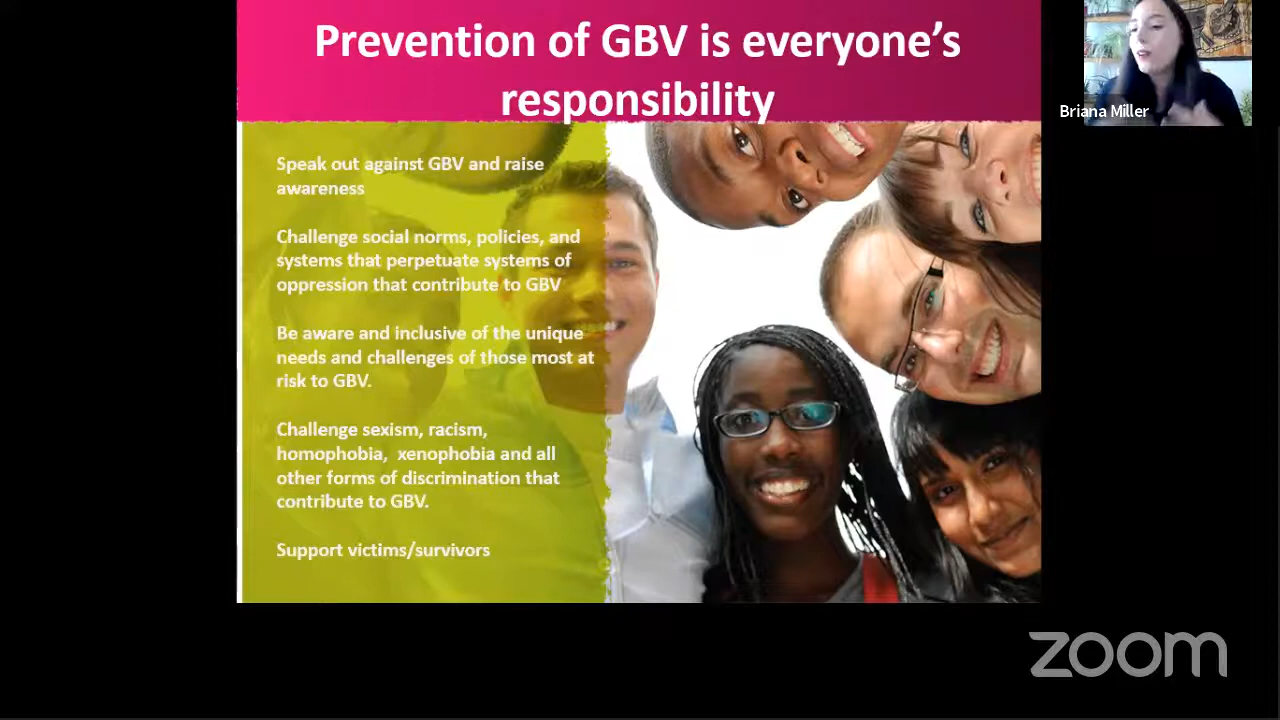 Prevention of GBV is everyone's
responsibility
Speak out against GBV and raise
awareness
Challenge social norms, policies, and
systems that perpetuate systems of
oppression that contribute to GBV
Be aware and inclusive of the unique
needs and challenges of those most at
risk to GBV.
Challenge sexism, racism,
homophobia,  xenophobia and all
other forms of discrimination that
contribute to GBV.
Support victims/survivors
Briana Miller
zoom